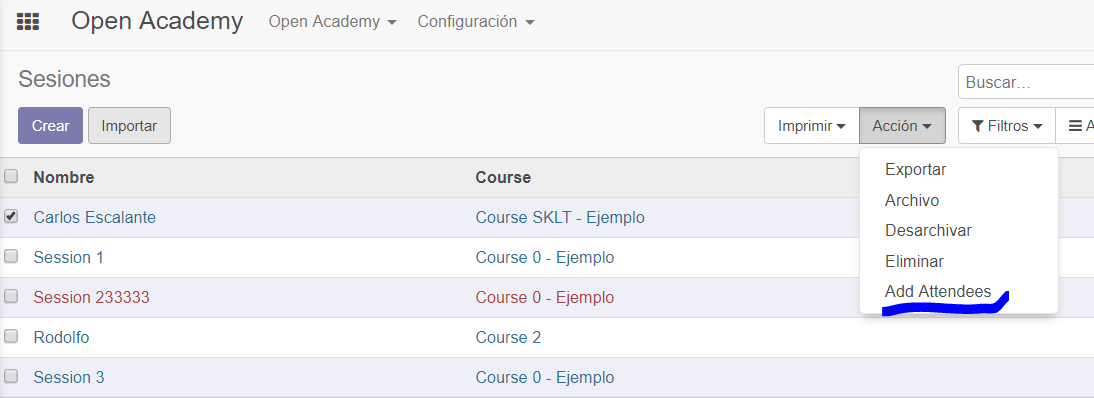 Open Academy Open Academy Configuración
Sesiones
Buscar...
Crear Importar Imprimir Acción Filtros A
Exportar
Archivo
Desarchivar
Eliminar
Add Attendees
Nombre Course
Carlos Escalante Course SKLT - Ejemplo
Session 1 Course 0 - Ejemplo
Session 233333 Course 0 - Ejemplo
Rodolfo Course 2
Session 3 Course 0 - Ejemplo